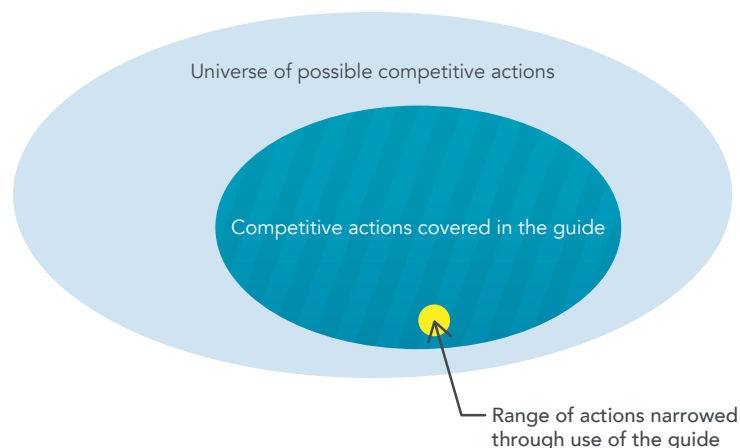 Universe of possible competitive actions
Competitive actions covered in the guide
Range of actions narrowed
through use of the guide